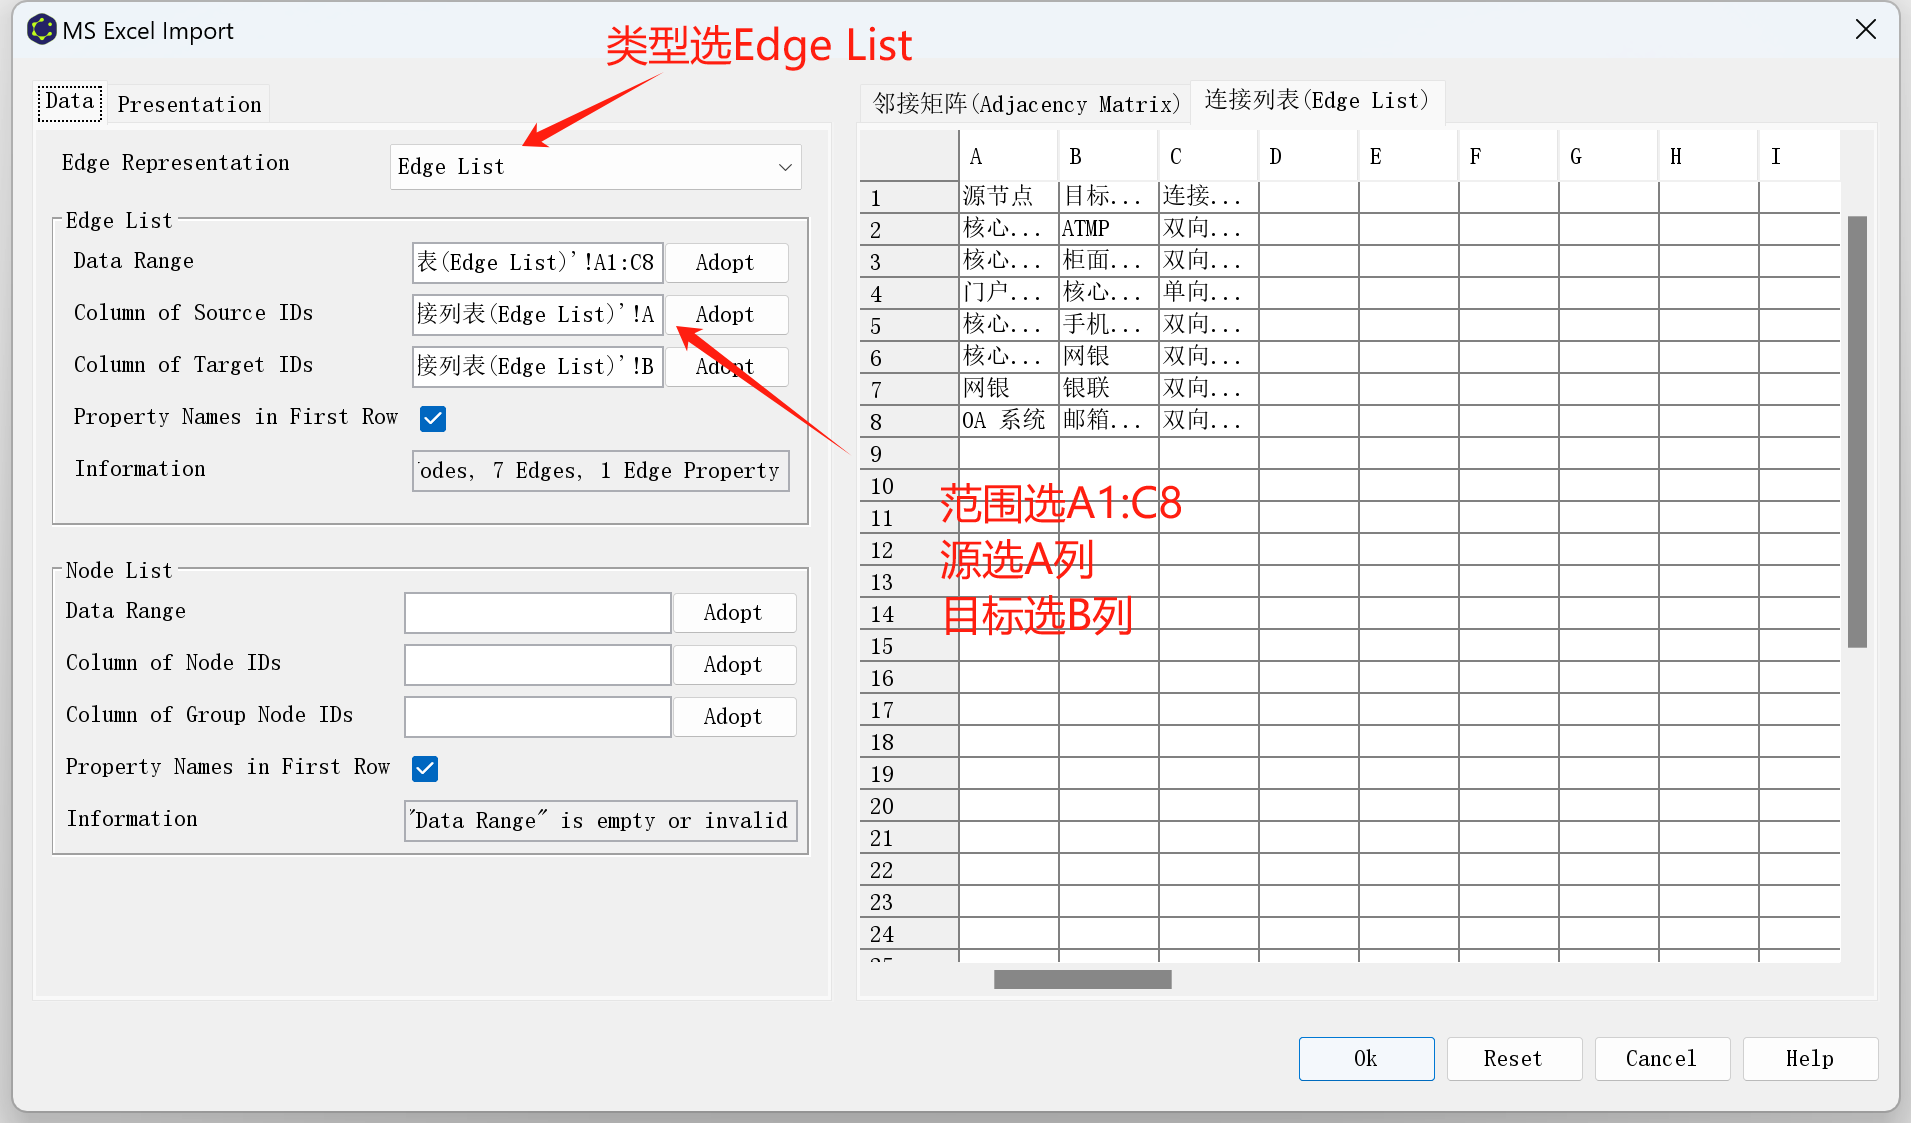 MS Excel Import
类型选Edge List
Data
Presentation
Edge Representation
Edge List
Edge List
Data Range
表(Edge List)'!A1:C8
Adopt
Column of Source IDs
接列表(Edge List)'!A
Adopt
Column of Target IDs
接列表(Edge List)'!B
Adopt
Property Names in First Row
Information
odes, 7 Edges, 1 Edge Property
Node List
Data Range
Adopt
Column of Node IDs
Adopt
Column of Group Node IDs
Adopt
Property Names in First Row
Information
"Data Range" is empty or invalid
邻接矩阵(Adjacency Matrix)
连接列表(Edge List)
A B C D E F G H I
1 源节点 目标... 连接...
2 核心... ATMP 双向...
3 核心... 柜面... 双向...
4 门户... 核心... 单向...
5 核心... 手机... 双向...
6 核心... 网银 双向...
7 网银 银联 双向...
8 OA 系统 邮箱... 双向...
9
10
11
12
13
14
15
16
17
18
19
20
21
22
23
24
25
范围选A1:C8
源选A列
目标选B列
Ok
Reset
Cancel
Help